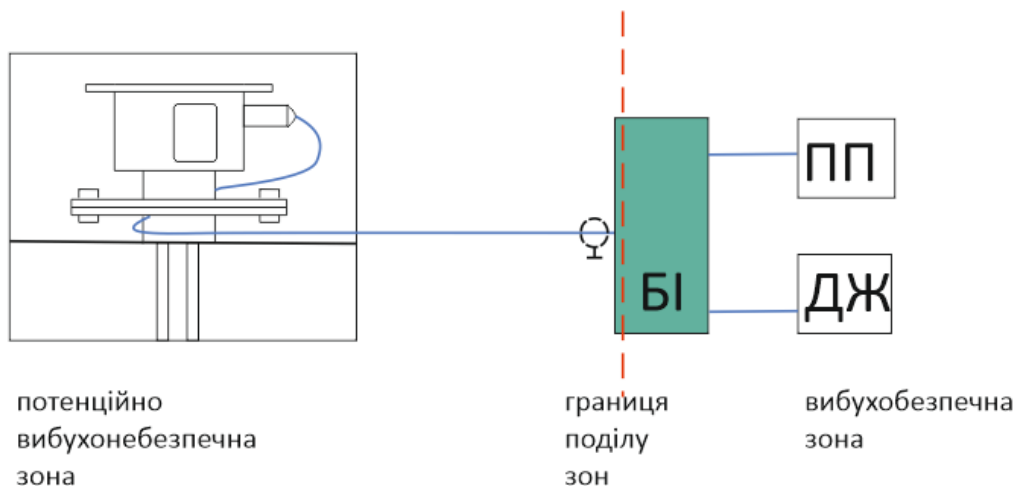 ПП
БІ
ДЖ
потенційно
вибухонебезпечна
зона
границя
поділу
зон
вибухобезпечна
зона